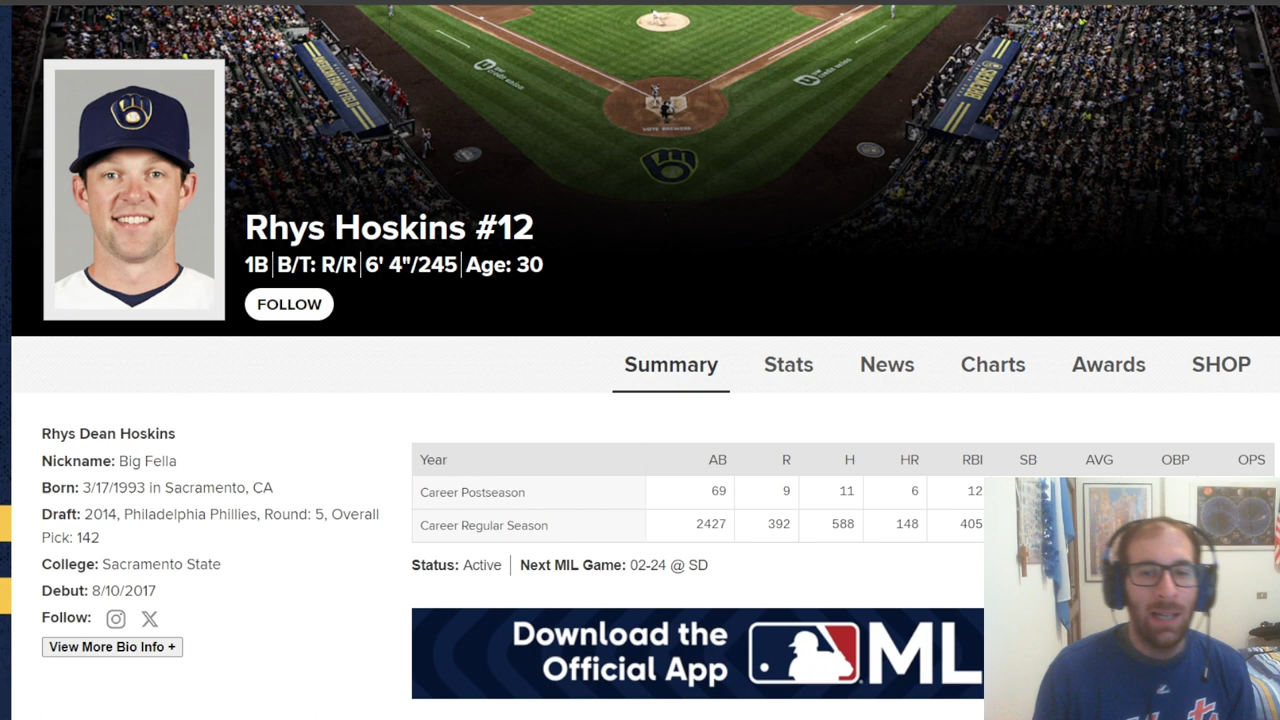 VOTE BREWERS
BREWERS
Rhys Hoskins #12
1B B/T: R/R 6' 4"/245 Age: 30
FOLLOW
Summary Stats News Charts Awards SHOP
Rhys Dean Hoskins
Nickname: Big Fella
Born: 3/17/1993 in Sacramento, CA
Draft: 2014, Philadelphia Phillies, Round: 5, Overall
Pick: 142
College: Sacramento State
Debut: 8/10/2017
Follow:
View More Bio Info +
Year AB R H HR RBI SB AVG OBP OPS
Career Postseason 69 9 11 6 12
Career Regular Season 2427 392 588 148 405
Status: Active Next MIL Game: 02-24 @ SD
Download the
Official App
ML